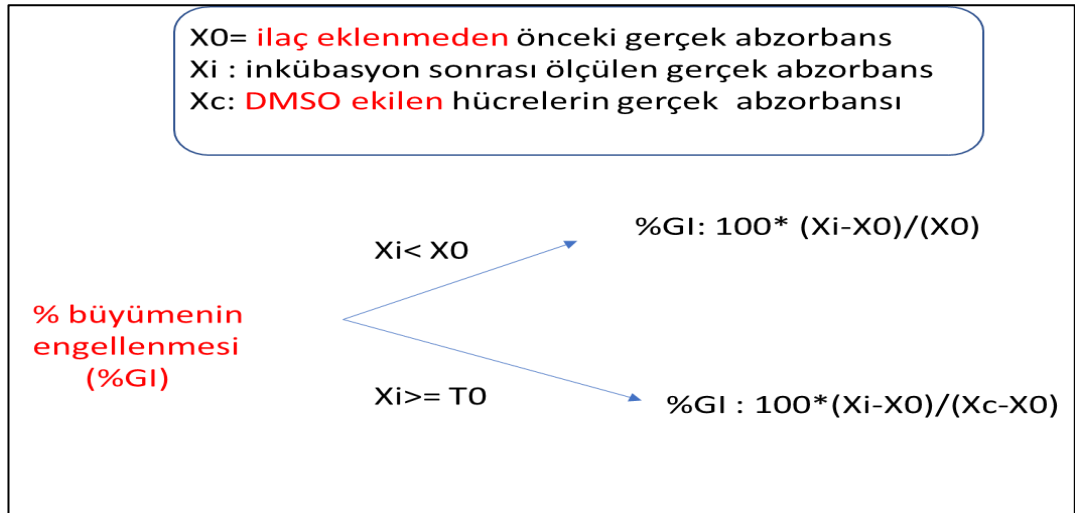 X0= ilaç eklenmeden önceki gerçek abzorbans
Xi : inkübasyon sonrası ölçülen gerçek abzorbans
Xc: DMSO ekilen hücrelerin gerçek abzorbansı
%GI: 100* (Xi-X0)/(X0)
Xi< X0
% büyümenin
engellenmesi
(%GI)
Xi>= T0
%GI : 100*(Xi-X0)/(Xc-X0)